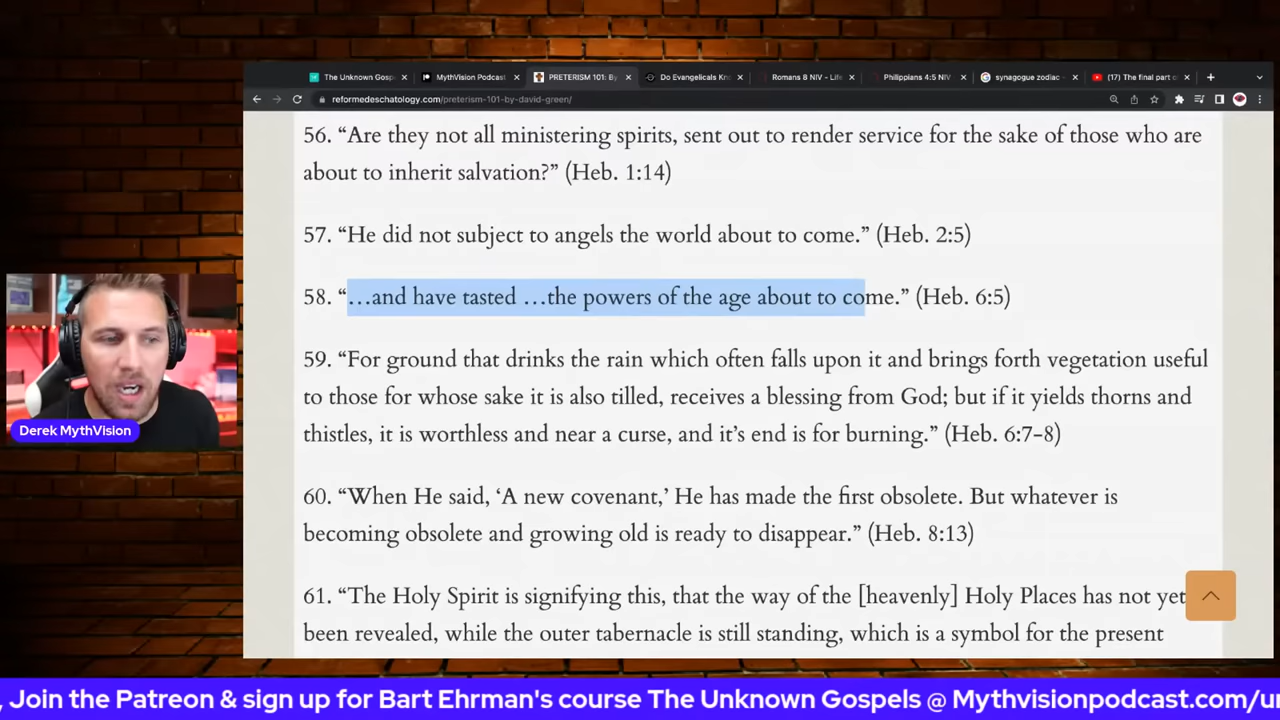 The Unknown Gosp
MythVision Podcast
PRETERISM 101: By
Do Evangelicals Kn
Romans 8 NIV - Life
Philippians 4:5 NIV
synagogue zodiac -
(17) The final part o
reformedeschatology.com/preterism-101-by-david-green/
56. “Are they not all ministering spirits, sent out to render service for the sake of those who are
about to inherit salvation?” (Heb. 1:14)
57. “He did not subject to angels the world about to come.” (Heb. 2:5)
58. “…and have tasted …the powers of the age about to come.” (Heb. 6:5)
59. “For ground that drinks the rain which often falls upon it and brings forth vegetation useful
to those for whose sake it is also tilled, receives a blessing from God; but if it yields thorns and
thistles, it is worthless and near a curse, and it’s end is for burning.” (Heb. 6:7-8)
60. “When He said, ‘A new covenant,’ He has made the first obsolete. But whatever is
becoming obsolete and growing old is ready to disappear.” (Heb. 8:13)
61. “The Holy Spirit is signifying this, that the way of the [heavenly] Holy Places has not yet
been revealed, while the outer tabernacle is still standing, which is a symbol for the present
Derek MythVision
, Join the Patreon & sign up for Bart Ehrman's course The Unknown Gospels @ Mythvisionpodcast.com/u